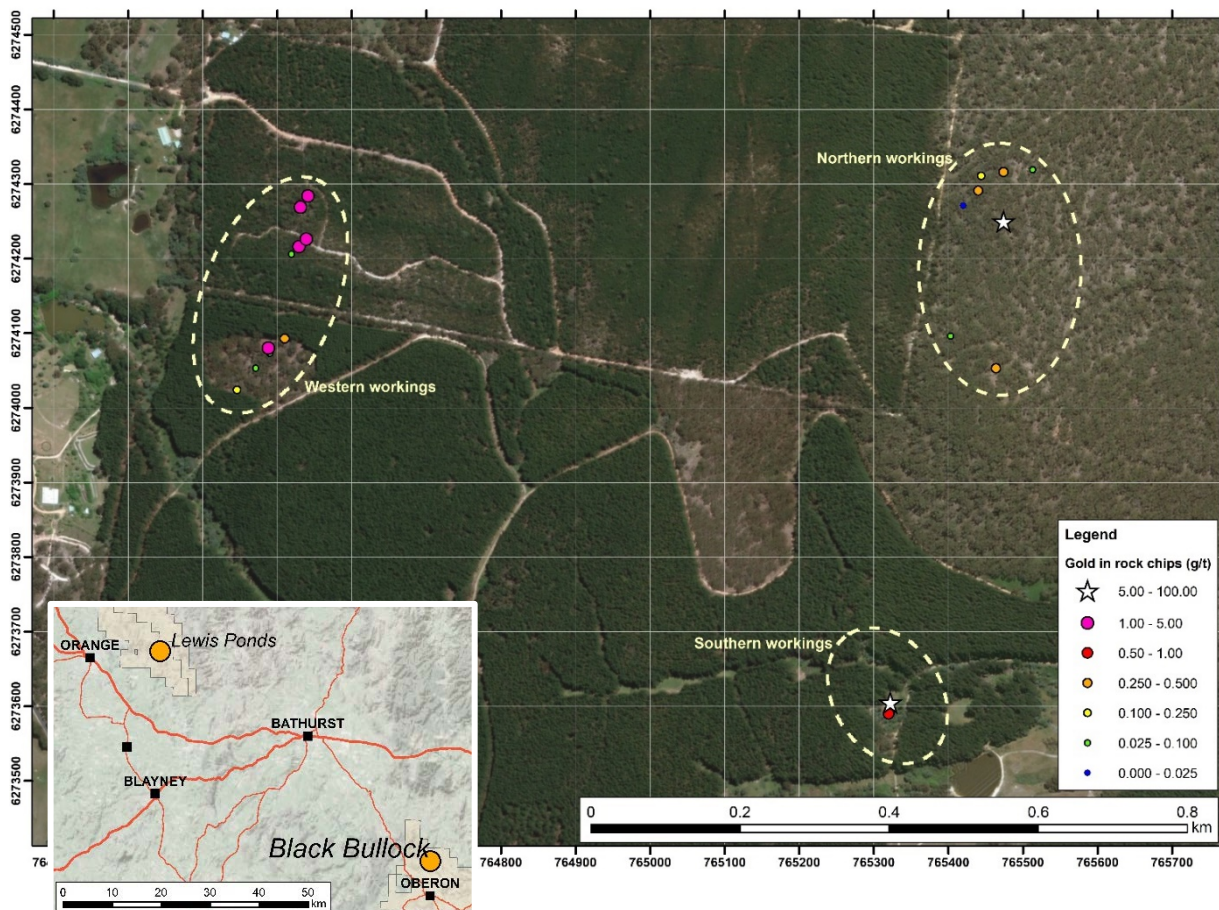 6274500
6274400
6274300
6274200
6274100
6274000
6273900
6273800
6273700
6273600
6273500
Northern workings
Western workings
Southern workings
Legend
Gold in rock chips (g/t)
5.00 - 100.00
1.00 - 5.00
0.50 - 1.00
0.250 - 0.500
0.100 - 0.250
0.025 - 0.100
0.000 - 0.025
0 0.2 0.4 0.6 0.8
km
764800 764900 765000 765100 765200 765300 765400 765500 765600 765700
ORANGE
Lewis Ponds
BATHURST
BLAYNEY
Black Bullock
OBERON
0 10 20 30 40 50
km